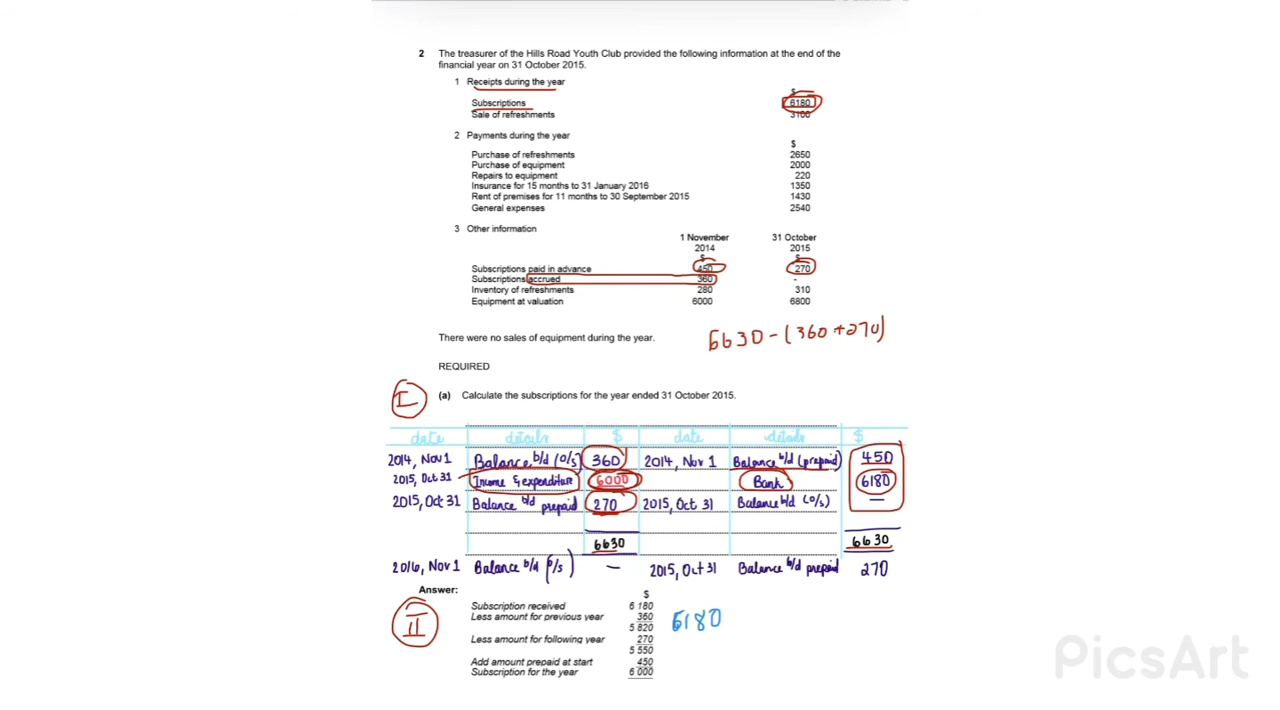 2 The treasurer of the Hills Road Youth Club provided the following information at the end of the
financial year on 31 October 2015.
1 Receipts during the year
$
Subscriptions 6180
Sale of refreshments 3100
2 Payments during the year
$
Purchase of refreshments 2650
Purchase of equipment 2000
Repairs to equipment 220
Insurance for 15 months to 31 January 2016 1350
Rent of premises for 11 months to 30 September 2015 1430
General expenses 2540
3 Other information
1 November 31 October
2014 2015
$ $
Subscriptions paid in advance 450 270
Subscriptions accrued 360 -
Inventory of refreshments 280 310
Equipment at valuation 6000 6800
There were no sales of equipment during the year.
6630 - (360 + 270)
REQUIRED
I (a) Calculate the subscriptions for the year ended 31 October 2015.
date details $ date details $
2014, Nov 1 Balance b/d (o/s) 360 2014, Nov 1 Balance b/d (prepaid) 450
2015, Oct 31 Income & expenditure 6000 Bank 6180
2015, Oct 31 Balance b/d prepaid 270 2015, Oct 31 Balance b/d (o/s) —
6630 6630
2016, Nov 1 Balance b/d — 2015, Oct 31 Balance b/d prepaid 270
Answer:
$
II Subscription received 6 180
Less amount for previous year 360 6180
5 820
Less amount for following year 270
5 550
Add amount prepaid at start 450
Subscription for the year 6 000
PicsArt